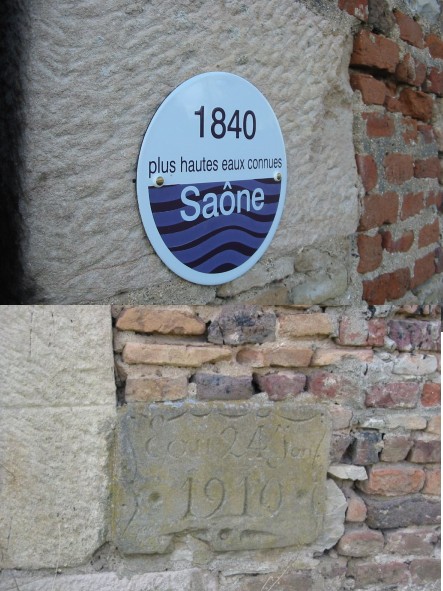 1840
plus hautes eaux connues
Saône
Eau 24 Janv
1910